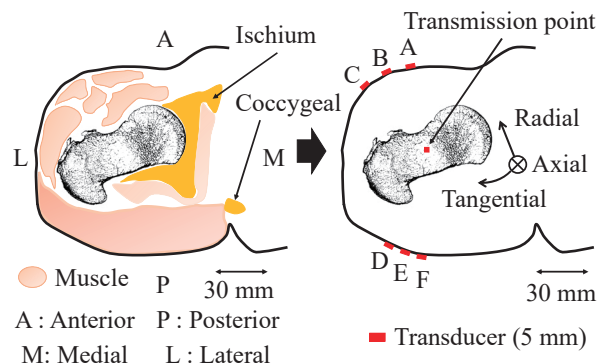 A
Ischium
Coccygeal
L
M
Muscle
P
30 mm
A : Anterior P : Posterior
M: Medial L : Lateral
Transmission point
A
B
C
Radial
Axial
Tangential
D
E
F
30 mm
Transducer (5 mm)